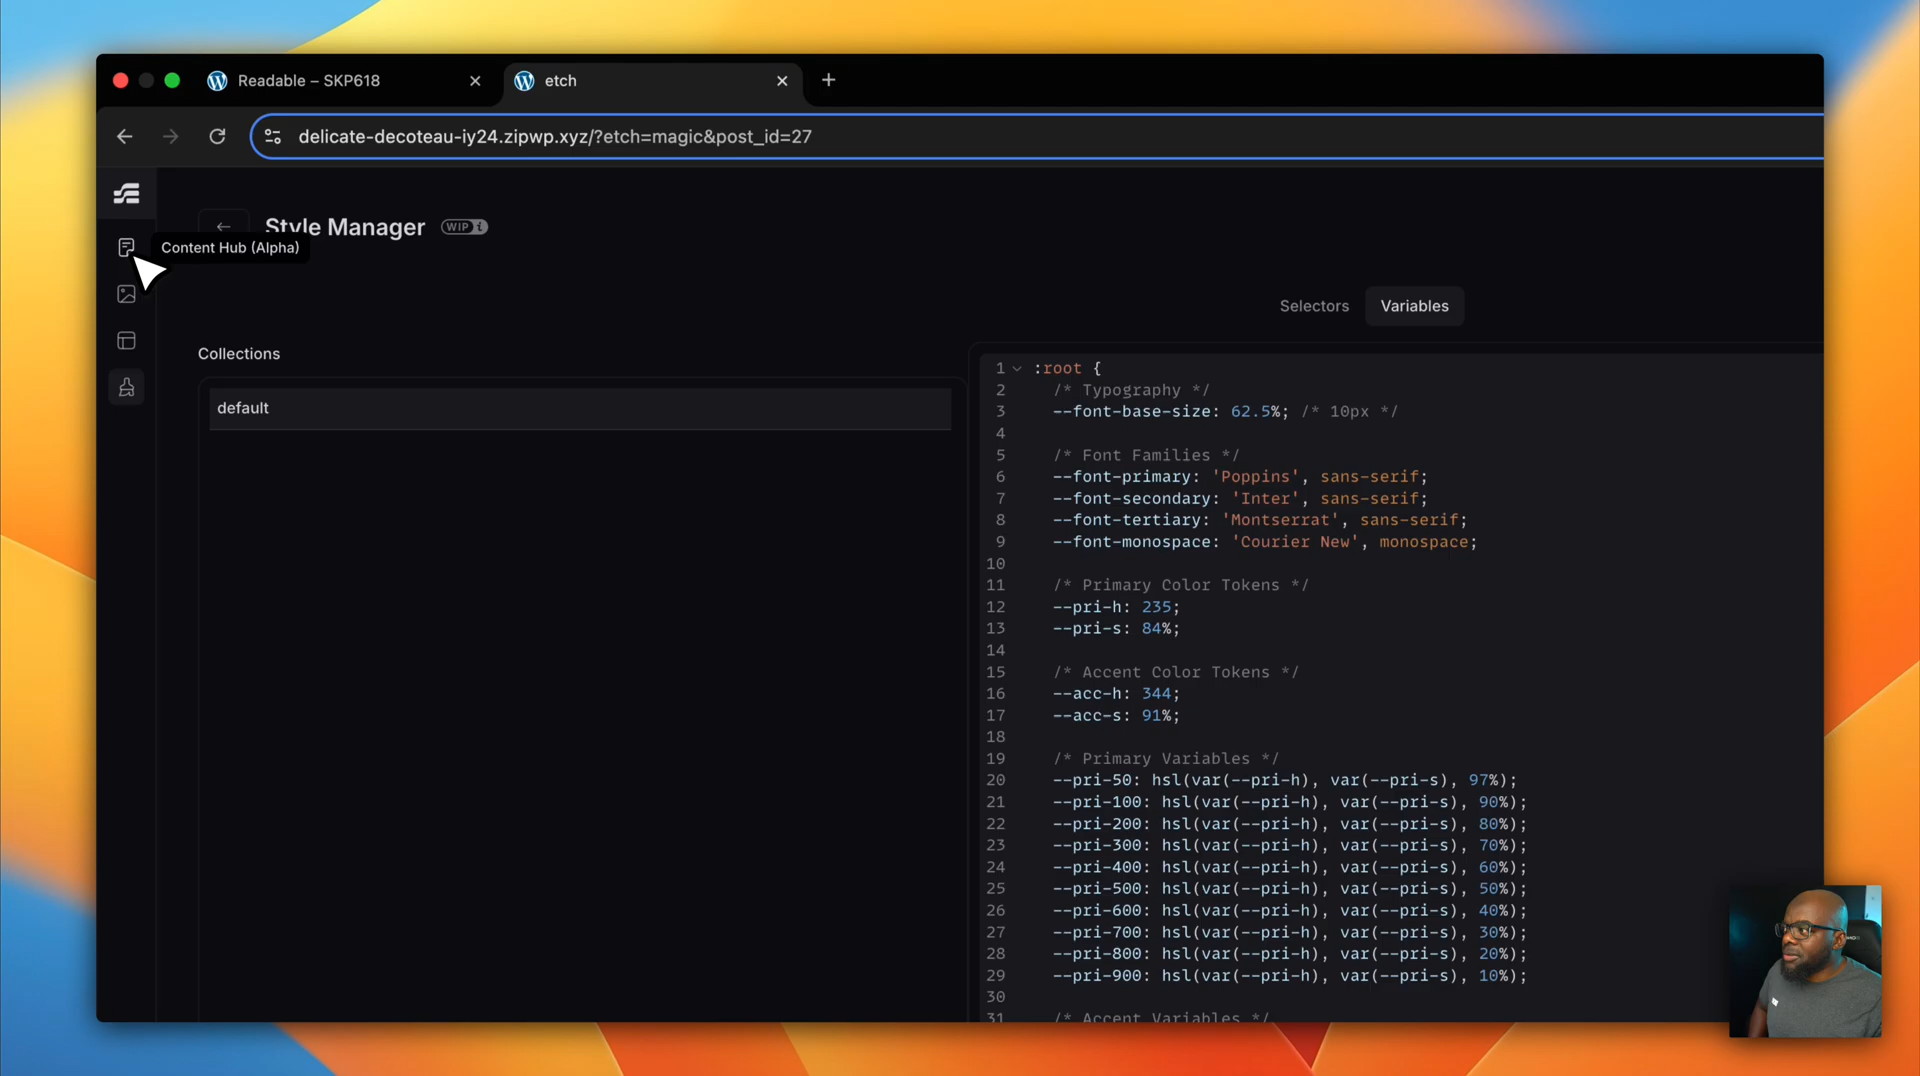 Readable – SKP618
etch
delicate-decoteau-iy24.zipwp.xyz/?etch=magic&post_id=27
Style Manager WIP i
Content Hub (Alpha)
Selectors Variables
Collections
default
1 :root {
2 /* Typography */
3 --font-base-size: 62.5%; /* 10px */
4
5 /* Font Families */
6 --font-primary: 'Poppins', sans-serif;
7 --font-secondary: 'Inter', sans-serif;
8 --font-tertiary: 'Montserrat', sans-serif;
9 --font-monospace: 'Courier New', monospace;
10
11 /* Primary Color Tokens */
12 --pri-h: 235;
13 --pri-s: 84%;
14
15 /* Accent Color Tokens */
16 --acc-h: 344;
17 --acc-s: 91%;
18
19 /* Primary Variables */
20 --pri-50: hsl(var(--pri-h), var(--pri-s), 97%);
21 --pri-100: hsl(var(--pri-h), var(--pri-s), 90%);
22 --pri-200: hsl(var(--pri-h), var(--pri-s), 80%);
23 --pri-300: hsl(var(--pri-h), var(--pri-s), 70%);
24 --pri-400: hsl(var(--pri-h), var(--pri-s), 60%);
25 --pri-500: hsl(var(--pri-h), var(--pri-s), 50%);
26 --pri-600: hsl(var(--pri-h), var(--pri-s), 40%);
27 --pri-700: hsl(var(--pri-h), var(--pri-s), 30%);
28 --pri-800: hsl(var(--pri-h), var(--pri-s), 20%);
29 --pri-900: hsl(var(--pri-h), var(--pri-s), 10%);
30
31 /* Accent Variables */